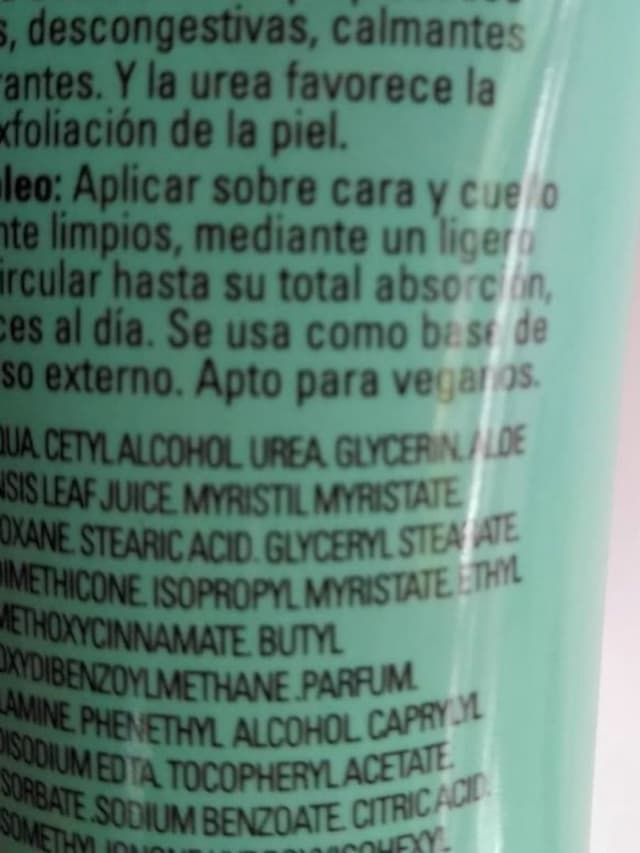 s, descongestivas, calmantes
rantes. Y la urea favorece la
xfoliación de la piel.
leo: Aplicar sobre cara y cuello
nte limpios, mediante un ligero
ircular hasta su total absorción,
ces al día. Se usa como base de
so externo. Apto para veganos.
QUA. CETYL ALCOHOL. UREA. GLYCERIN. ALOE
NSIS LEAF JUICE. MYRISTIL MYRISTATE.
OXANE. STEARIC ACID. GLYCERYL STEARATE.
DIMETHICONE. ISOPROPYL MYRISTATE. ETHYL
METHOXYCINNAMATE. BUTYL
OXYDIBENZOYLMETHANE .PARFUM.
LAMINE. PHENETHYL ALCOHOL. CAPRYLYL
DISODIUM EDTA. TOCOPHERYL ACETATE.
SORBATE .SODIUM BENZOATE. CITRIC ACID.